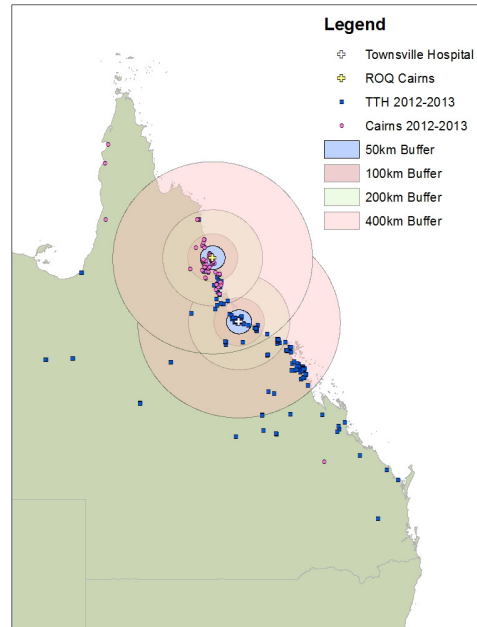 Legend
Townsville Hospital
ROQ Cairns
TTH 2012-2013
Cairns 2012-2013
50km Buffer
100km Buffer
200km Buffer
400km Buffer